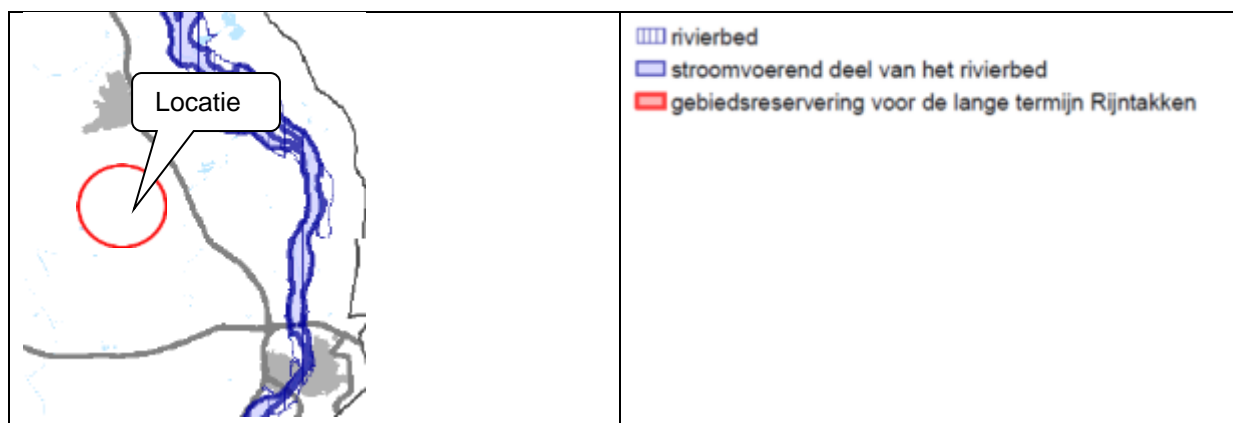 Locatie
rivierbed
stroomvoerend deel van het rivierbed
gebiedsreservering voor de lange termijn Rijntakken